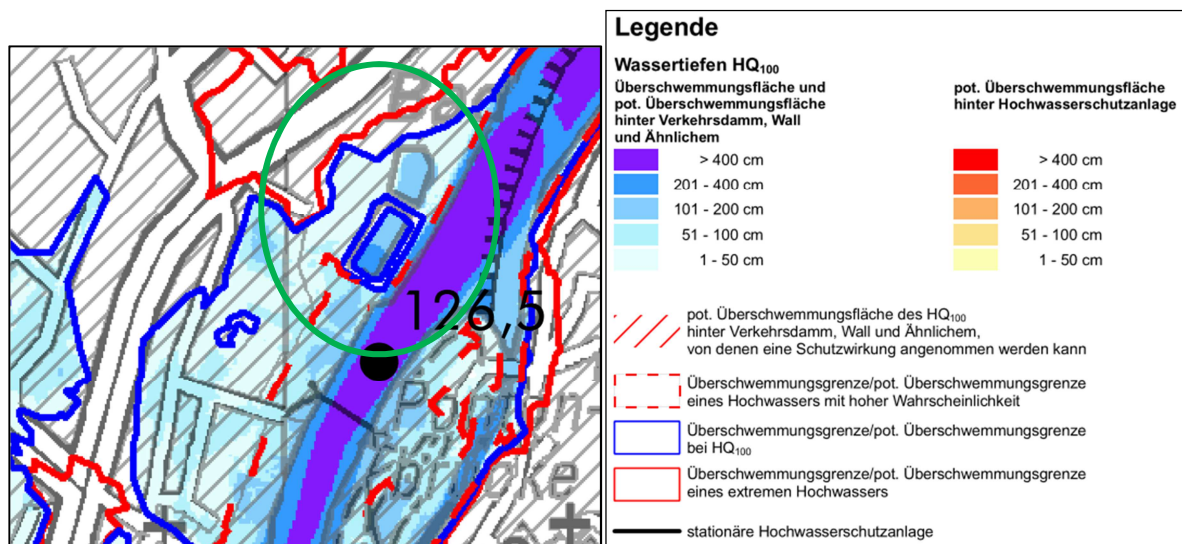 126,5
Legende
Wassertiefen HQ100
Überschwemmungsfläche und
pot. Überschwemmungsfläche
hinter Verkehrsdamm, Wall
und Ähnlichem
> 400 cm
201 - 400 cm
101 - 200 cm
51 - 100 cm
1 - 50 cm
pot. Überschwemmungsfläche
hinter Hochwasserschutzanlage
> 400 cm
201 - 400 cm
101 - 200 cm
51 - 100 cm
1 - 50 cm
pot. Überschwemmungsfläche des HQ100
hinter Verkehrsdamm, Wall und Ähnlichem,
von denen eine Schutzwirkung angenommen werden kann
Überschwemmungsgrenze/pot. Überschwemmungsgrenze
eines Hochwassers mit hoher Wahrscheinlichkeit
Überschwemmungsgrenze/pot. Überschwemmungsgrenze
bei HQ100
Überschwemmungsgrenze/pot. Überschwemmungsgrenze
eines extremen Hochwassers
stationäre Hochwasserschutzanlage